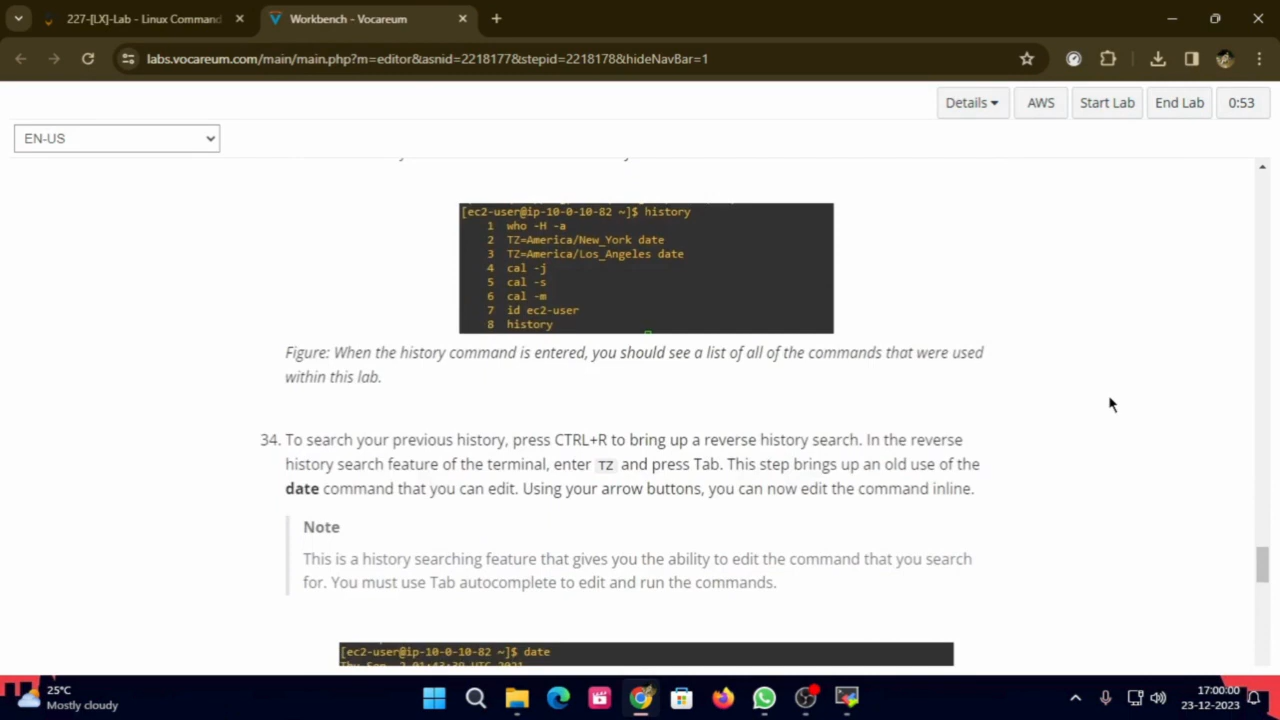 227-[LX]-Lab - Linux Command
Workbench - Vocareum
labs.vocareum.com/main/main.php?m=editor&asnid=2218177&stepid=2218178&hideNavBar=1
Details AWS Start Lab End Lab 0:53
EN-US
[ec2-user@ip-10-0-10-82 ~]$ history
1 who -H -a
2 TZ=America/New_York date
3 TZ=America/Los_Angeles date
4 cal -j
5 cal -s
6 cal -m
7 id ec2-user
8 history
Figure: When the history command is entered, you should see a list of all of the commands that were used
within this lab.
34. To search your previous history, press CTRL+R to bring up a reverse history search. In the reverse
history search feature of the terminal, enter TZ and press Tab. This step brings up an old use of the
date command that you can edit. Using your arrow buttons, you can now edit the command inline.
Note
This is a history searching feature that gives you the ability to edit the command that you search
for. You must use Tab autocomplete to edit and run the commands.
[ec2-user@ip-10-0-10-82 ~]$ date
25°C
Mostly cloudy
17:00:00
23-12-2023